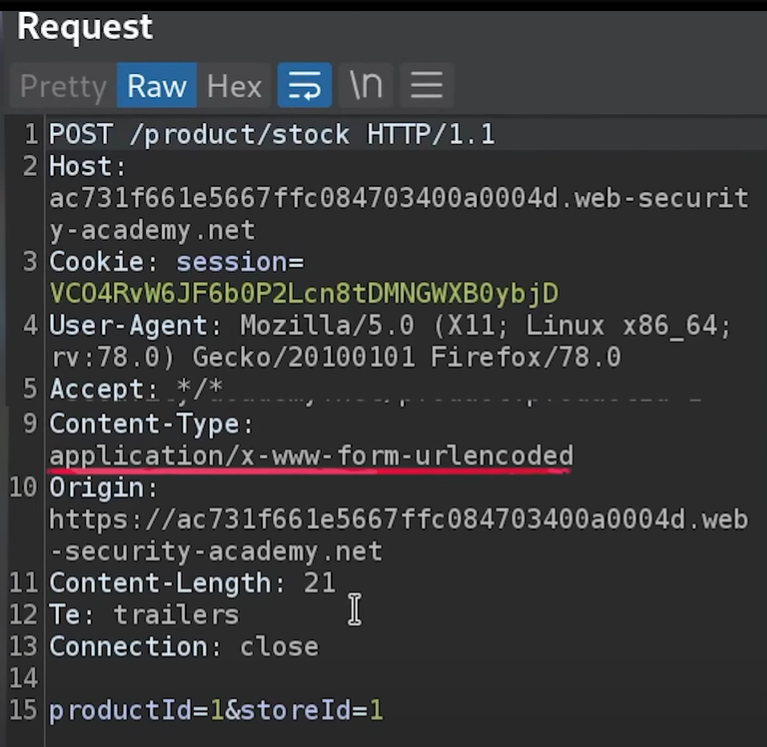 Request
Pretty Raw Hex \n
1 POST /product/stock HTTP/1.1
2 Host:
ac731f661e5667ffc084703400a0004d.web-securit
y-academy.net
3 Cookie: session=
VCO4RvW6JF6b0P2Lcn8tDMNGWXB0ybjD
4 User-Agent: Mozilla/5.0 (X11; Linux x86_64;
rv:78.0) Gecko/20100101 Firefox/78.0
5 Accept: */*
9 Content-Type:
application/x-www-form-urlencoded
10 Origin:
https://ac731f661e5667ffc084703400a0004d.web
-security-academy.net
11 Content-Length: 21
12 Te: trailers
13 Connection: close
14
15 productId=1&storeId=1